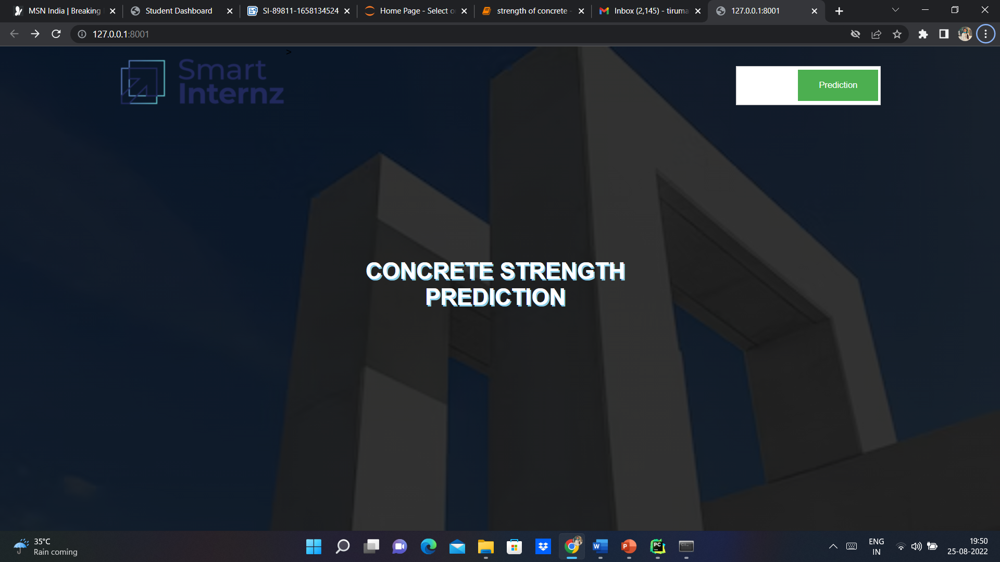 MSN India | Breaking
Student Dashboard
SI-89811-1658134524
Home Page - Select o
strength of concrete -
Inbox (2,145) - tiruma
127.0.0.1:8001
127.0.0.1:8001
>
Smart
Internz
Prediction
CONCRETE STRENGTH
PREDICTION
35°C
Rain coming
ENG
IN
19:50
25-08-2022